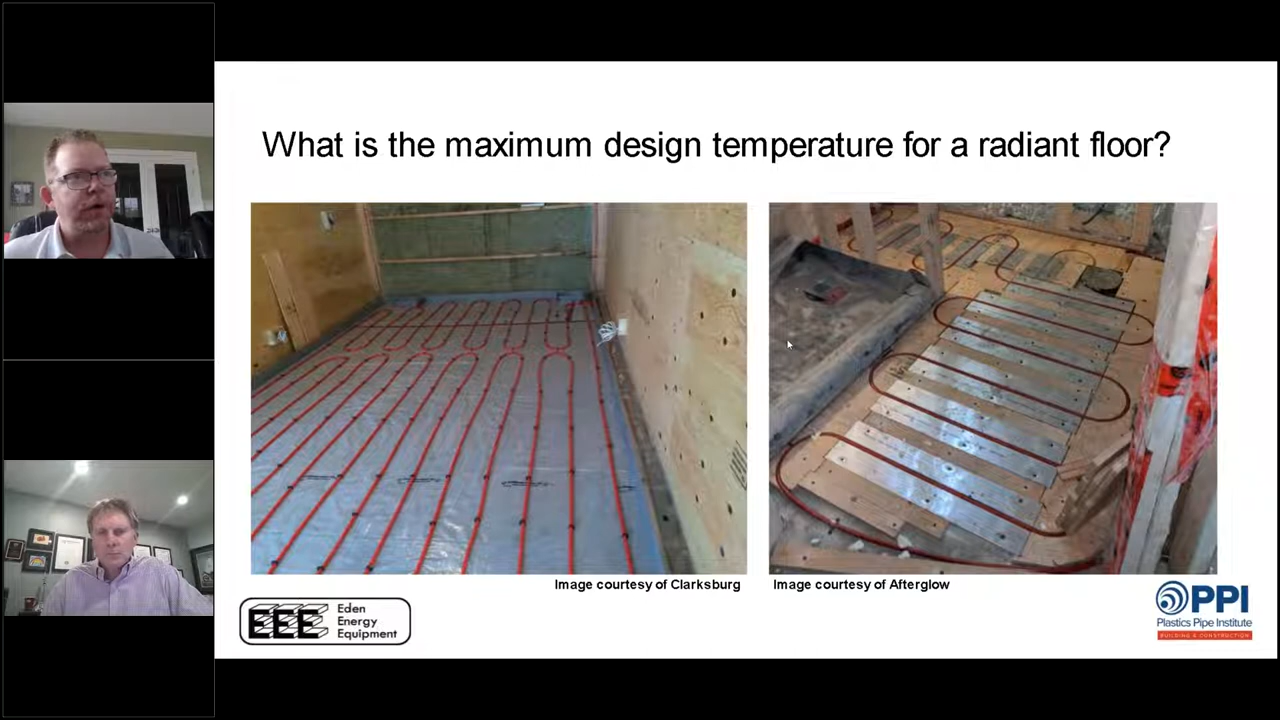 What is the maximum design temperature for a radiant floor?
Image courtesy of Clarksburg
Image courtesy of Afterglow
EEE
Eden
Energy
Equipment
PPI
Plastics Pipe Institute
BUILDING & CONSTRUCTION